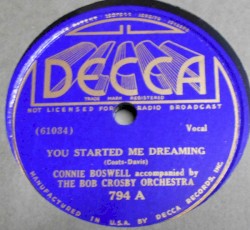 DECCA
TRADE MARK REGISTERED
NOT LICENSED FOR RADIO BROADCAST
(61034) Vocal
YOU STARTED ME DREAMING
(Coats-Davis)
CONNIE BOSWELL accompanied by
THE BOB CROSBY ORCHESTRA
794 A
MANUFACTURED IN U.S.A. BY DECCA RECORDS, INC.